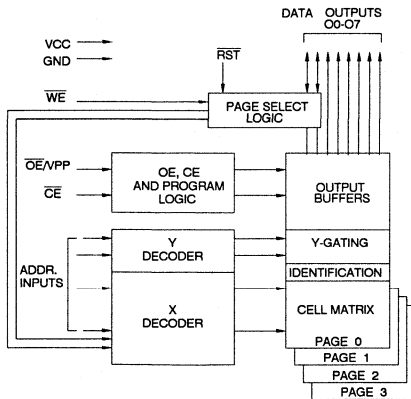 DATA OUTPUTS
O0-O7
VCC
GND
RST
WE
PAGE SELECT
LOGIC
OE/VPP
CE
OE, CE
AND PROGRAM
LOGIC
OUTPUT
BUFFERS
Y
DECODER
Y-GATING
ADDR.
INPUTS
IDENTIFICATION
X
DECODER
CELL MATRIX
PAGE 0
PAGE 1
PAGE 2
PAGE 3